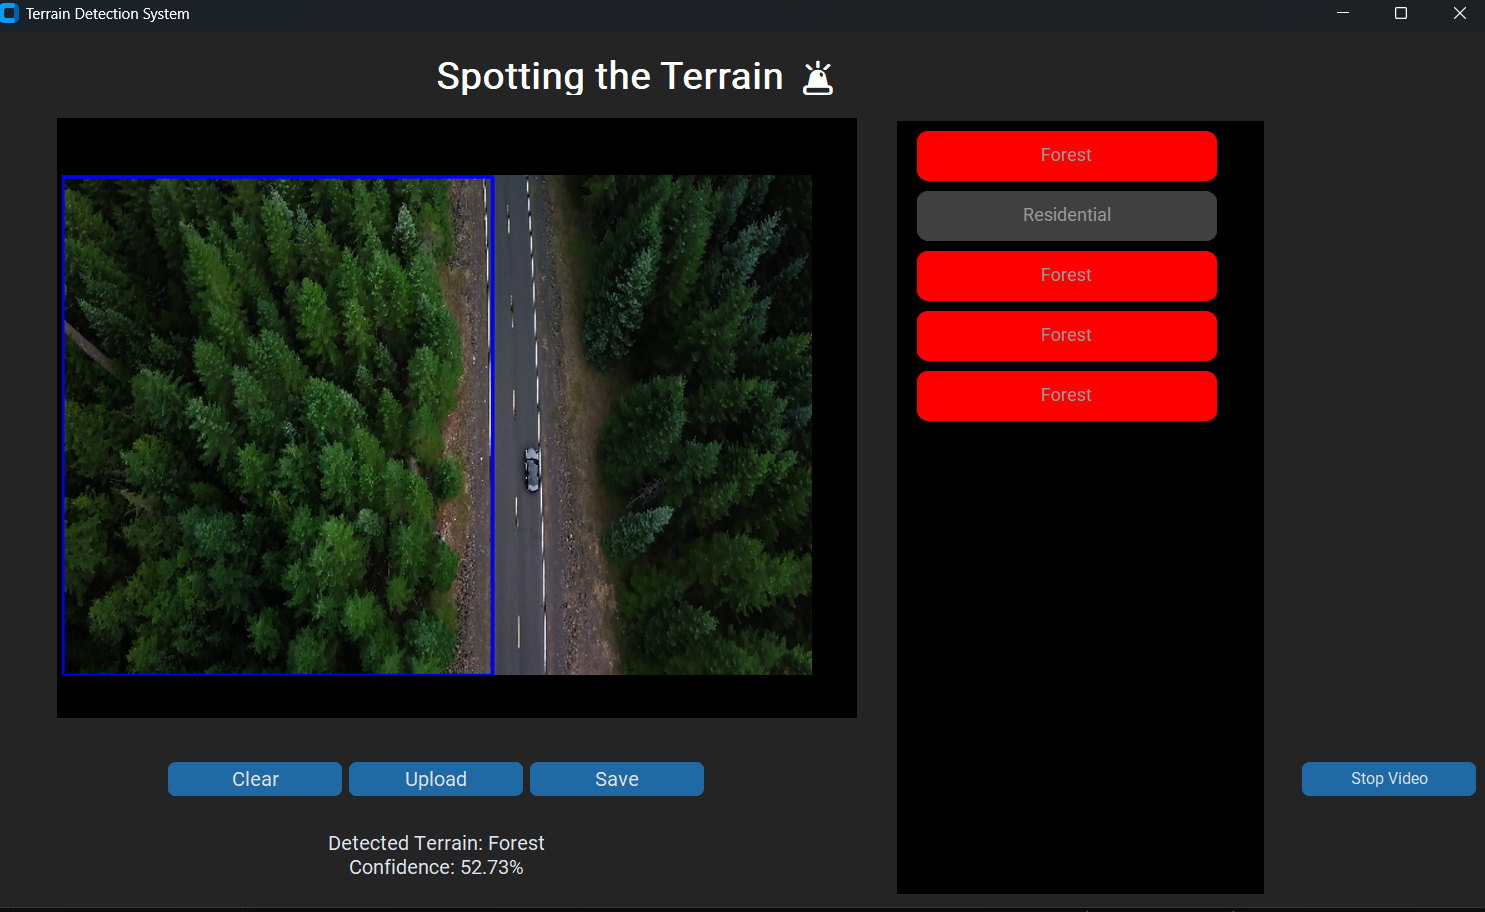 Terrain Detection System
Spotting the Terrain
Forest
Residential
Forest
Forest
Forest
Clear
Upload
Save
Stop Video
Detected Terrain: Forest
Confidence: 52.73%